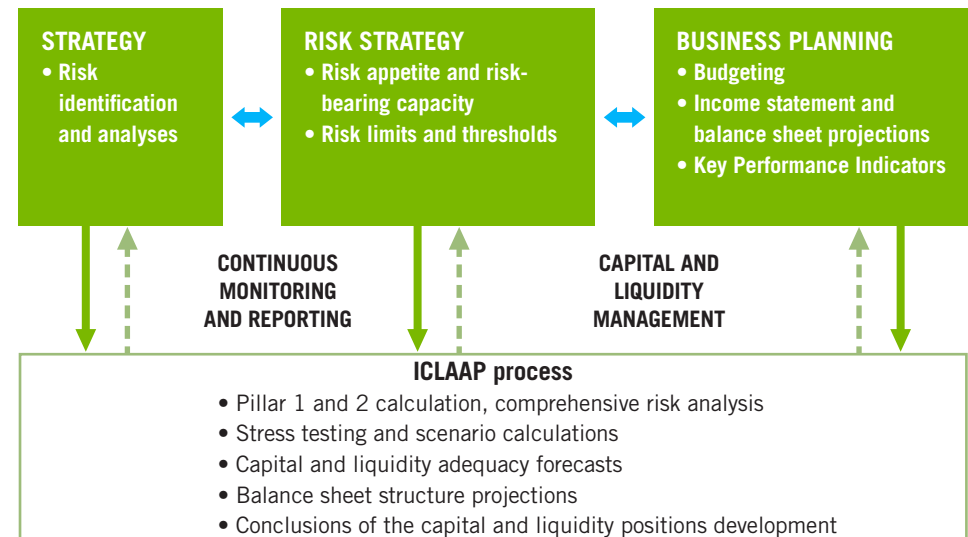 STRATEGY
• Risk
identification
and analyses
RISK STRATEGY
• Risk appetite and risk-
bearing capacity
• Risk limits and thresholds
BUSINESS PLANNING
• Budgeting
• Income statement and
balance sheet projections
• Key Performance Indicators
CONTINUOUS
MONITORING
AND REPORTING
CAPITAL AND
LIQUIDITY
MANAGEMENT
ICLAAP process
• Pillar 1 and 2 calculation, comprehensive risk analysis
• Stress testing and scenario calculations
• Capital and liquidity adequacy forecasts
• Balance sheet structure projections
• Conclusions of the capital and liquidity positions development